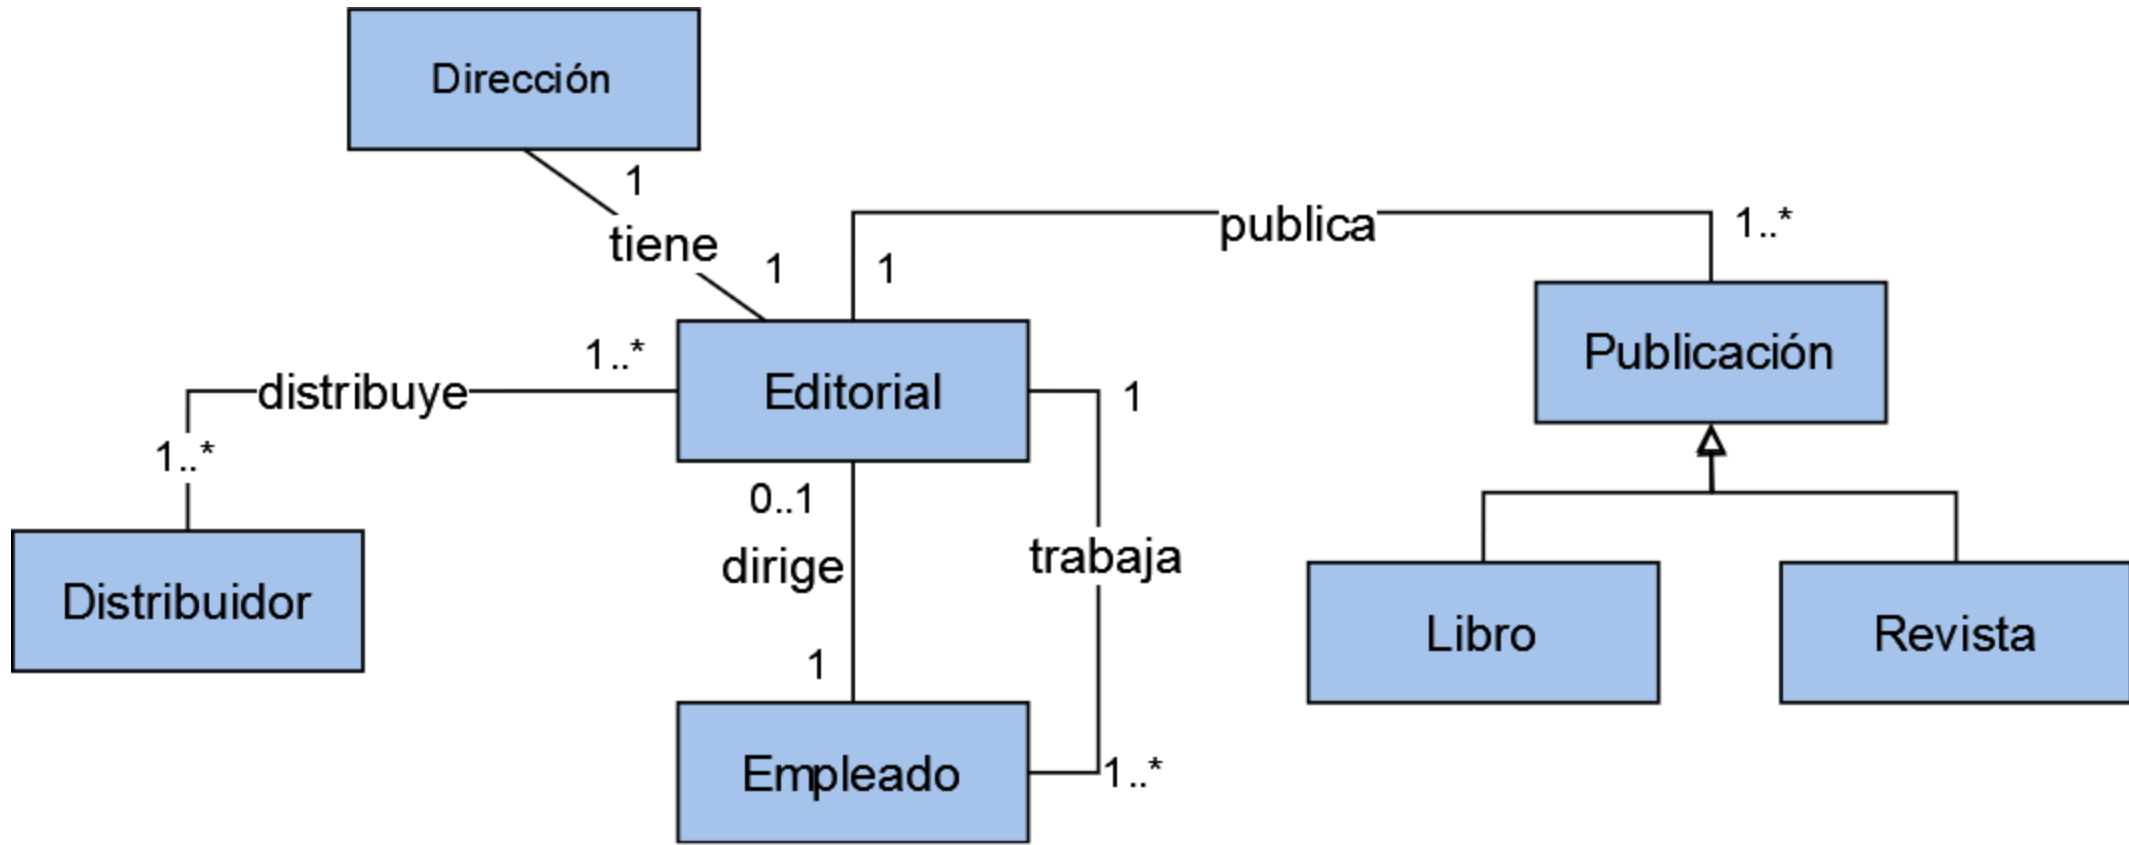 Dirección
1
tiene
1
1
publica
1..*
Publicación
1..*
distribuye
Editorial
1
1..*
0..1
dirige
trabaja
Distribuidor
Libro
Revista
1
Empleado
1..*